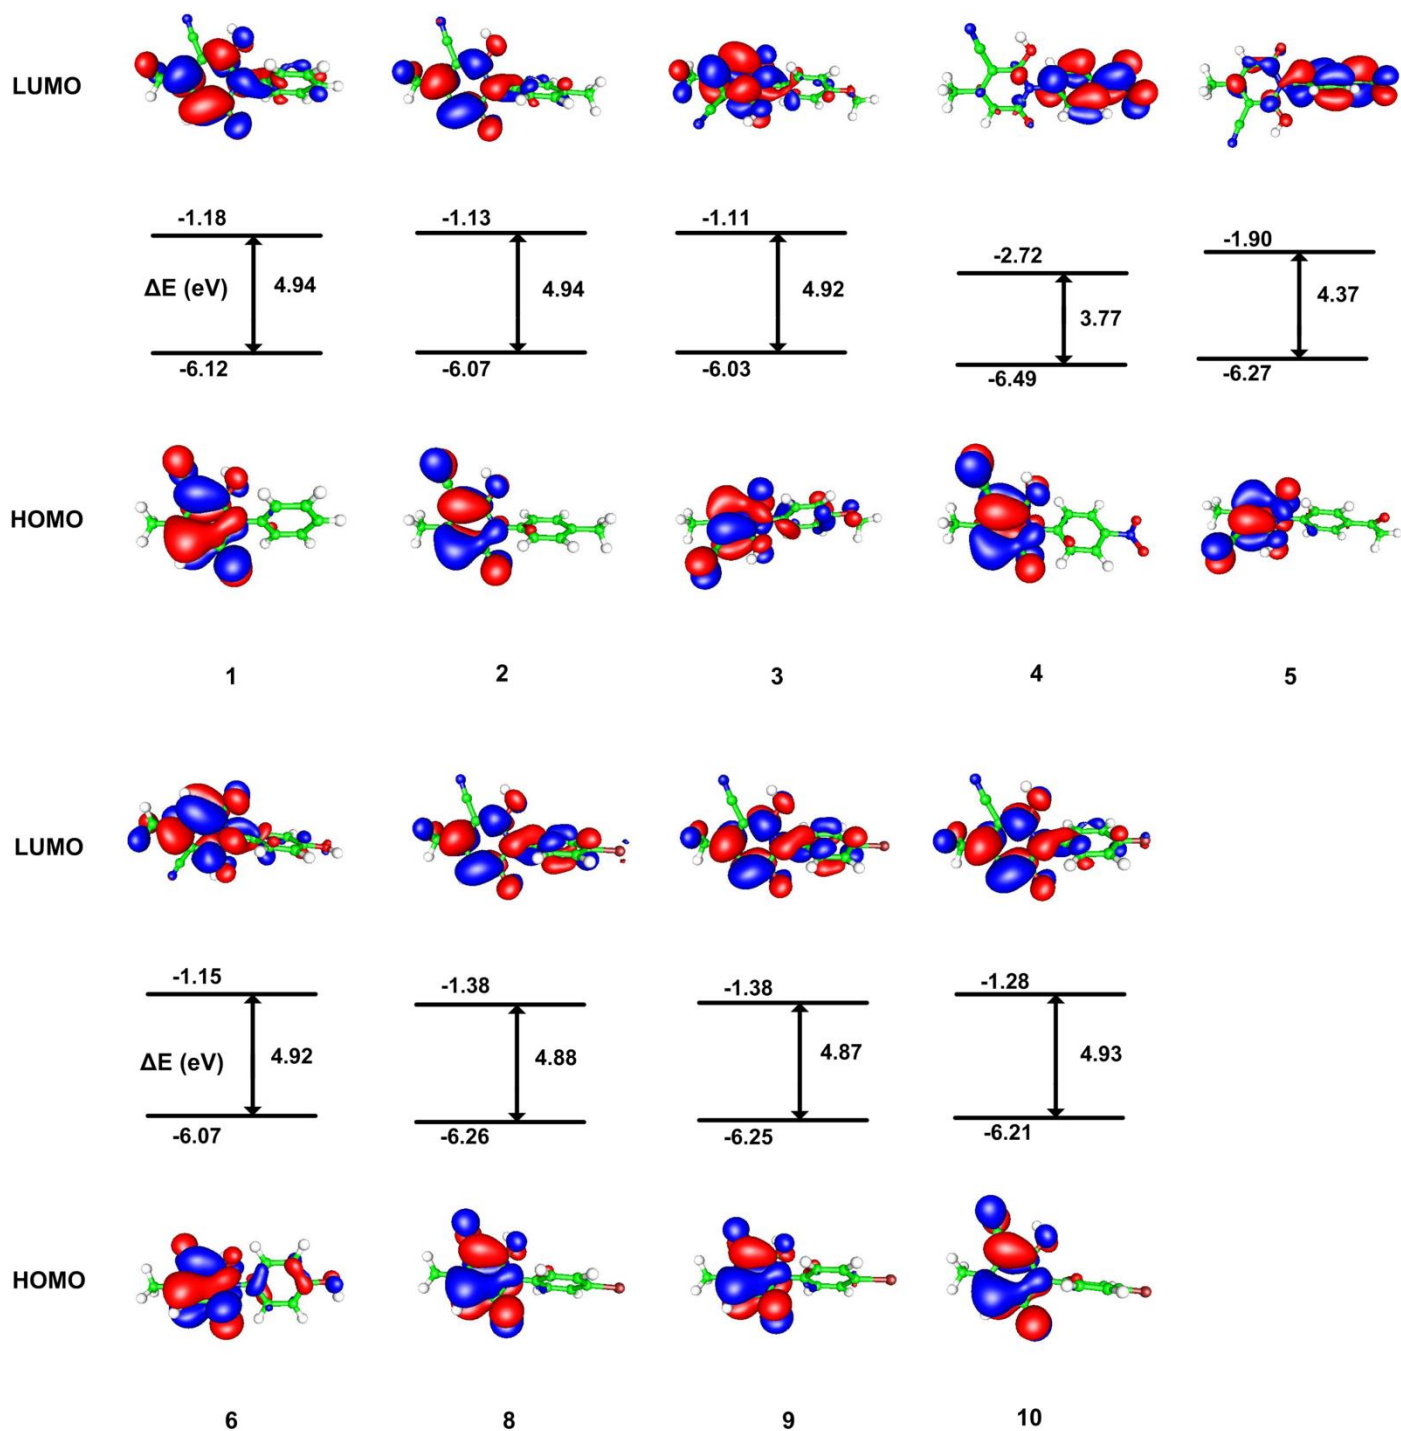 LUMO
-1.18 -1.13 -1.11 -2.72 -1.90
ΔE (eV) 4.94 4.94 4.92 3.77 4.37
-6.12 -6.07 -6.03 -6.49 -6.27
HOMO
1 2 3 4 5
LUMO
-1.15 -1.38 -1.38 -1.28
ΔE (eV) 4.92 4.88 4.87 4.93
-6.07 -6.26 -6.25 -6.21
HOMO
6 8 9 10